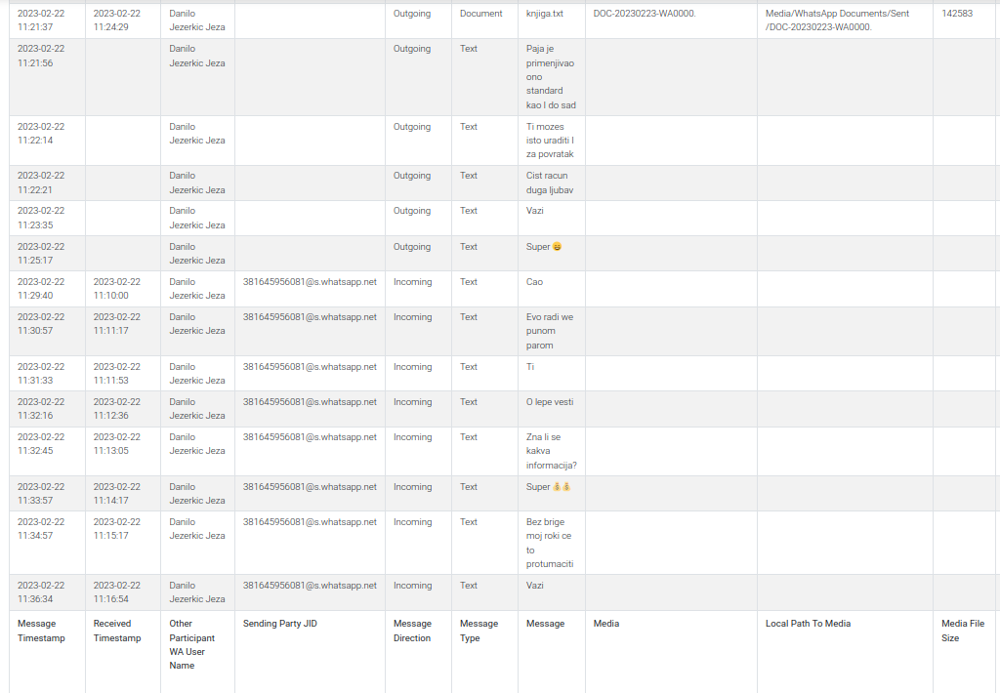 2023-02-22 2023-02-22 Danilo Outgoing Document knjiga.txt DOC-20230223-WA0000. Media/WhatsApp Documents/Sent 142583
11:21:37 11:24:29 Jezerkic Jeza /DOC-20230223-WA0000.
2023-02-22 Danilo Outgoing Text Paja je
11:21:56 Jezerkic Jeza primenjivao
ono
standard
kao I do sad
2023-02-22 Danilo Outgoing Text Ti mozes
11:22:14 Jezerkic Jeza isto uraditi I
za povratak
2023-02-22 Danilo Outgoing Text Cist racun
11:22:21 Jezerkic Jeza duga ljubav
2023-02-22 Danilo Outgoing Text Vazi
11:23:35 Jezerkic Jeza
2023-02-22 Danilo Outgoing Text Super 😄
11:25:17 Jezerkic Jeza
2023-02-22 2023-02-22 Danilo 381645956081@s.whatsapp.net Incoming Text Cao
11:29:40 11:10:00 Jezerkic Jeza
2023-02-22 2023-02-22 Danilo 381645956081@s.whatsapp.net Incoming Text Evo radi we
11:30:57 11:11:17 Jezerkic Jeza punom
parom
2023-02-22 2023-02-22 Danilo 381645956081@s.whatsapp.net Incoming Text Ti
11:31:33 11:11:53 Jezerkic Jeza
2023-02-22 2023-02-22 Danilo 381645956081@s.whatsapp.net Incoming Text O lepe vesti
11:32:16 11:12:36 Jezerkic Jeza
2023-02-22 2023-02-22 Danilo 381645956081@s.whatsapp.net Incoming Text Zna li se
11:32:45 11:13:05 Jezerkic Jeza kakva
informacija?
2023-02-22 2023-02-22 Danilo 381645956081@s.whatsapp.net Incoming Text Super 💰💰
11:33:57 11:14:17 Jezerkic Jeza
2023-02-22 2023-02-22 Danilo 381645956081@s.whatsapp.net Incoming Text Bez brige
11:34:57 11:15:17 Jezerkic Jeza moj roki ce
to
protumaciti
2023-02-22 2023-02-22 Danilo 381645956081@s.whatsapp.net Incoming Text Vazi
11:36:34 11:16:54 Jezerkic Jeza
Message Received Other Sending Party JID Message Message Message Media Local Path To Media Media File
Timestamp Timestamp Participant Direction Type Size
WA User
Name